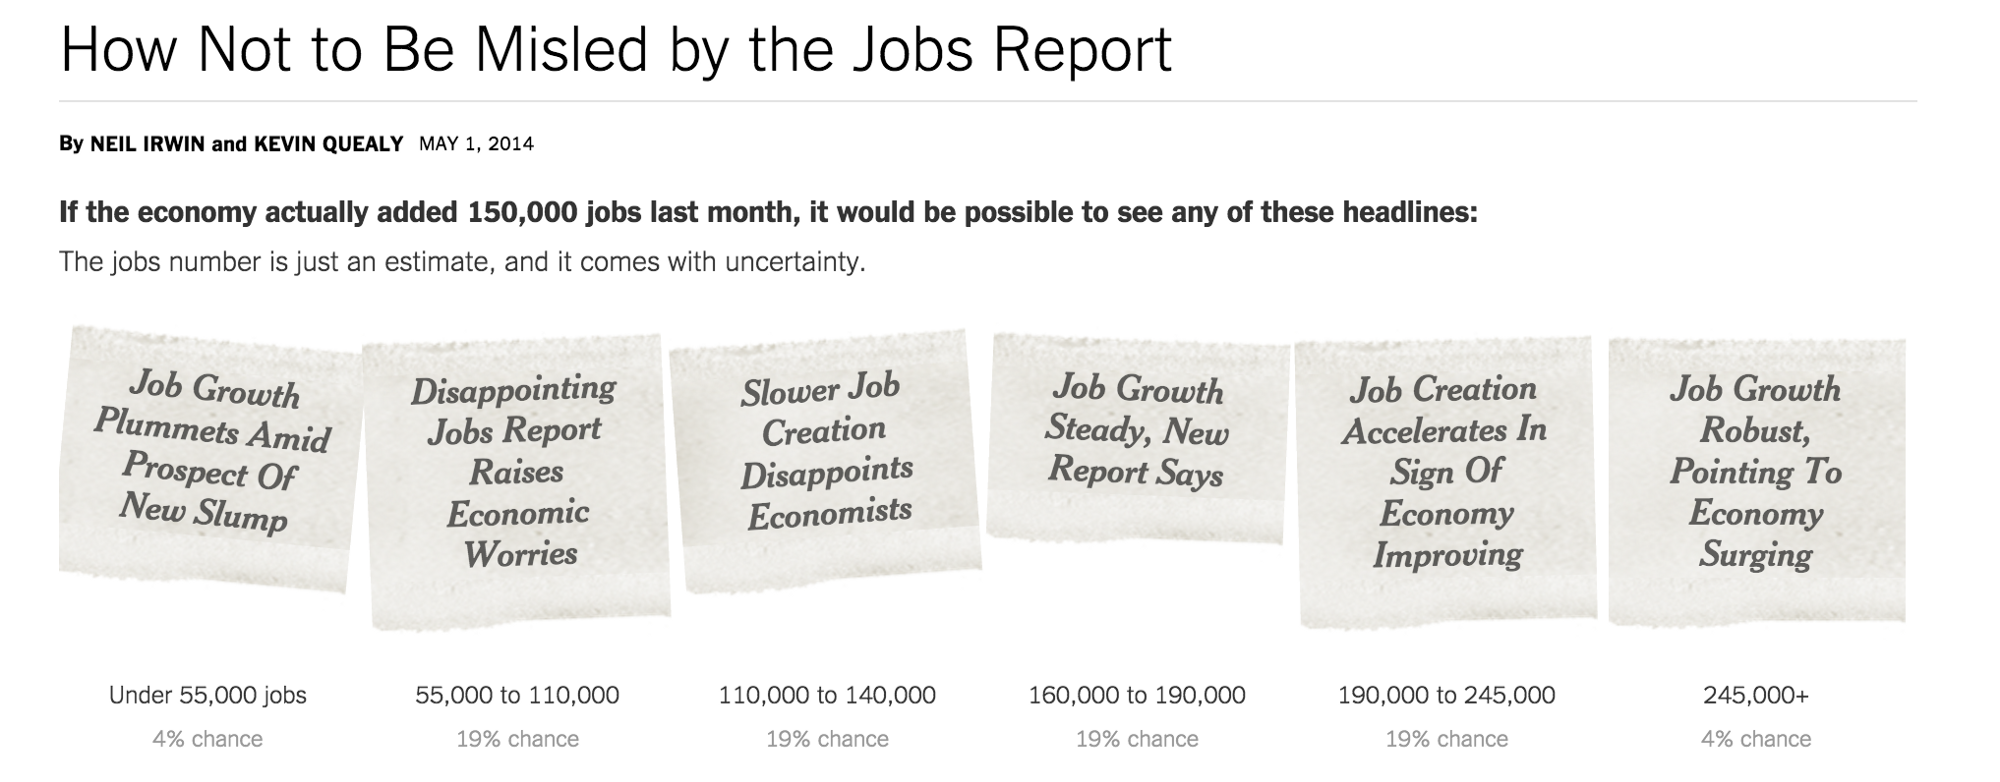 How Not to Be Misled by the Jobs Report
By NEIL IRWIN and KEVIN QUEALY MAY 1, 2014
If the economy actually added 150,000 jobs last month, it would be possible to see any of these headlines:
The jobs number is just an estimate, and it comes with uncertainty.
Job Growth
Plummets Amid
Prospect Of
New Slump
Disappointing
Jobs Report
Raises
Economic
Worries
Slower Job
Creation
Disappoints
Economists
Job Growth
Steady, New
Report Says
Job Creation
Accelerates In
Sign Of
Economy
Improving
Job Growth
Robust,
Pointing To
Economy
Surging
Under 55,000 jobs
4% chance
55,000 to 110,000
19% chance
110,000 to 140,000
19% chance
160,000 to 190,000
19% chance
190,000 to 245,000
19% chance
245,000+
4% chance